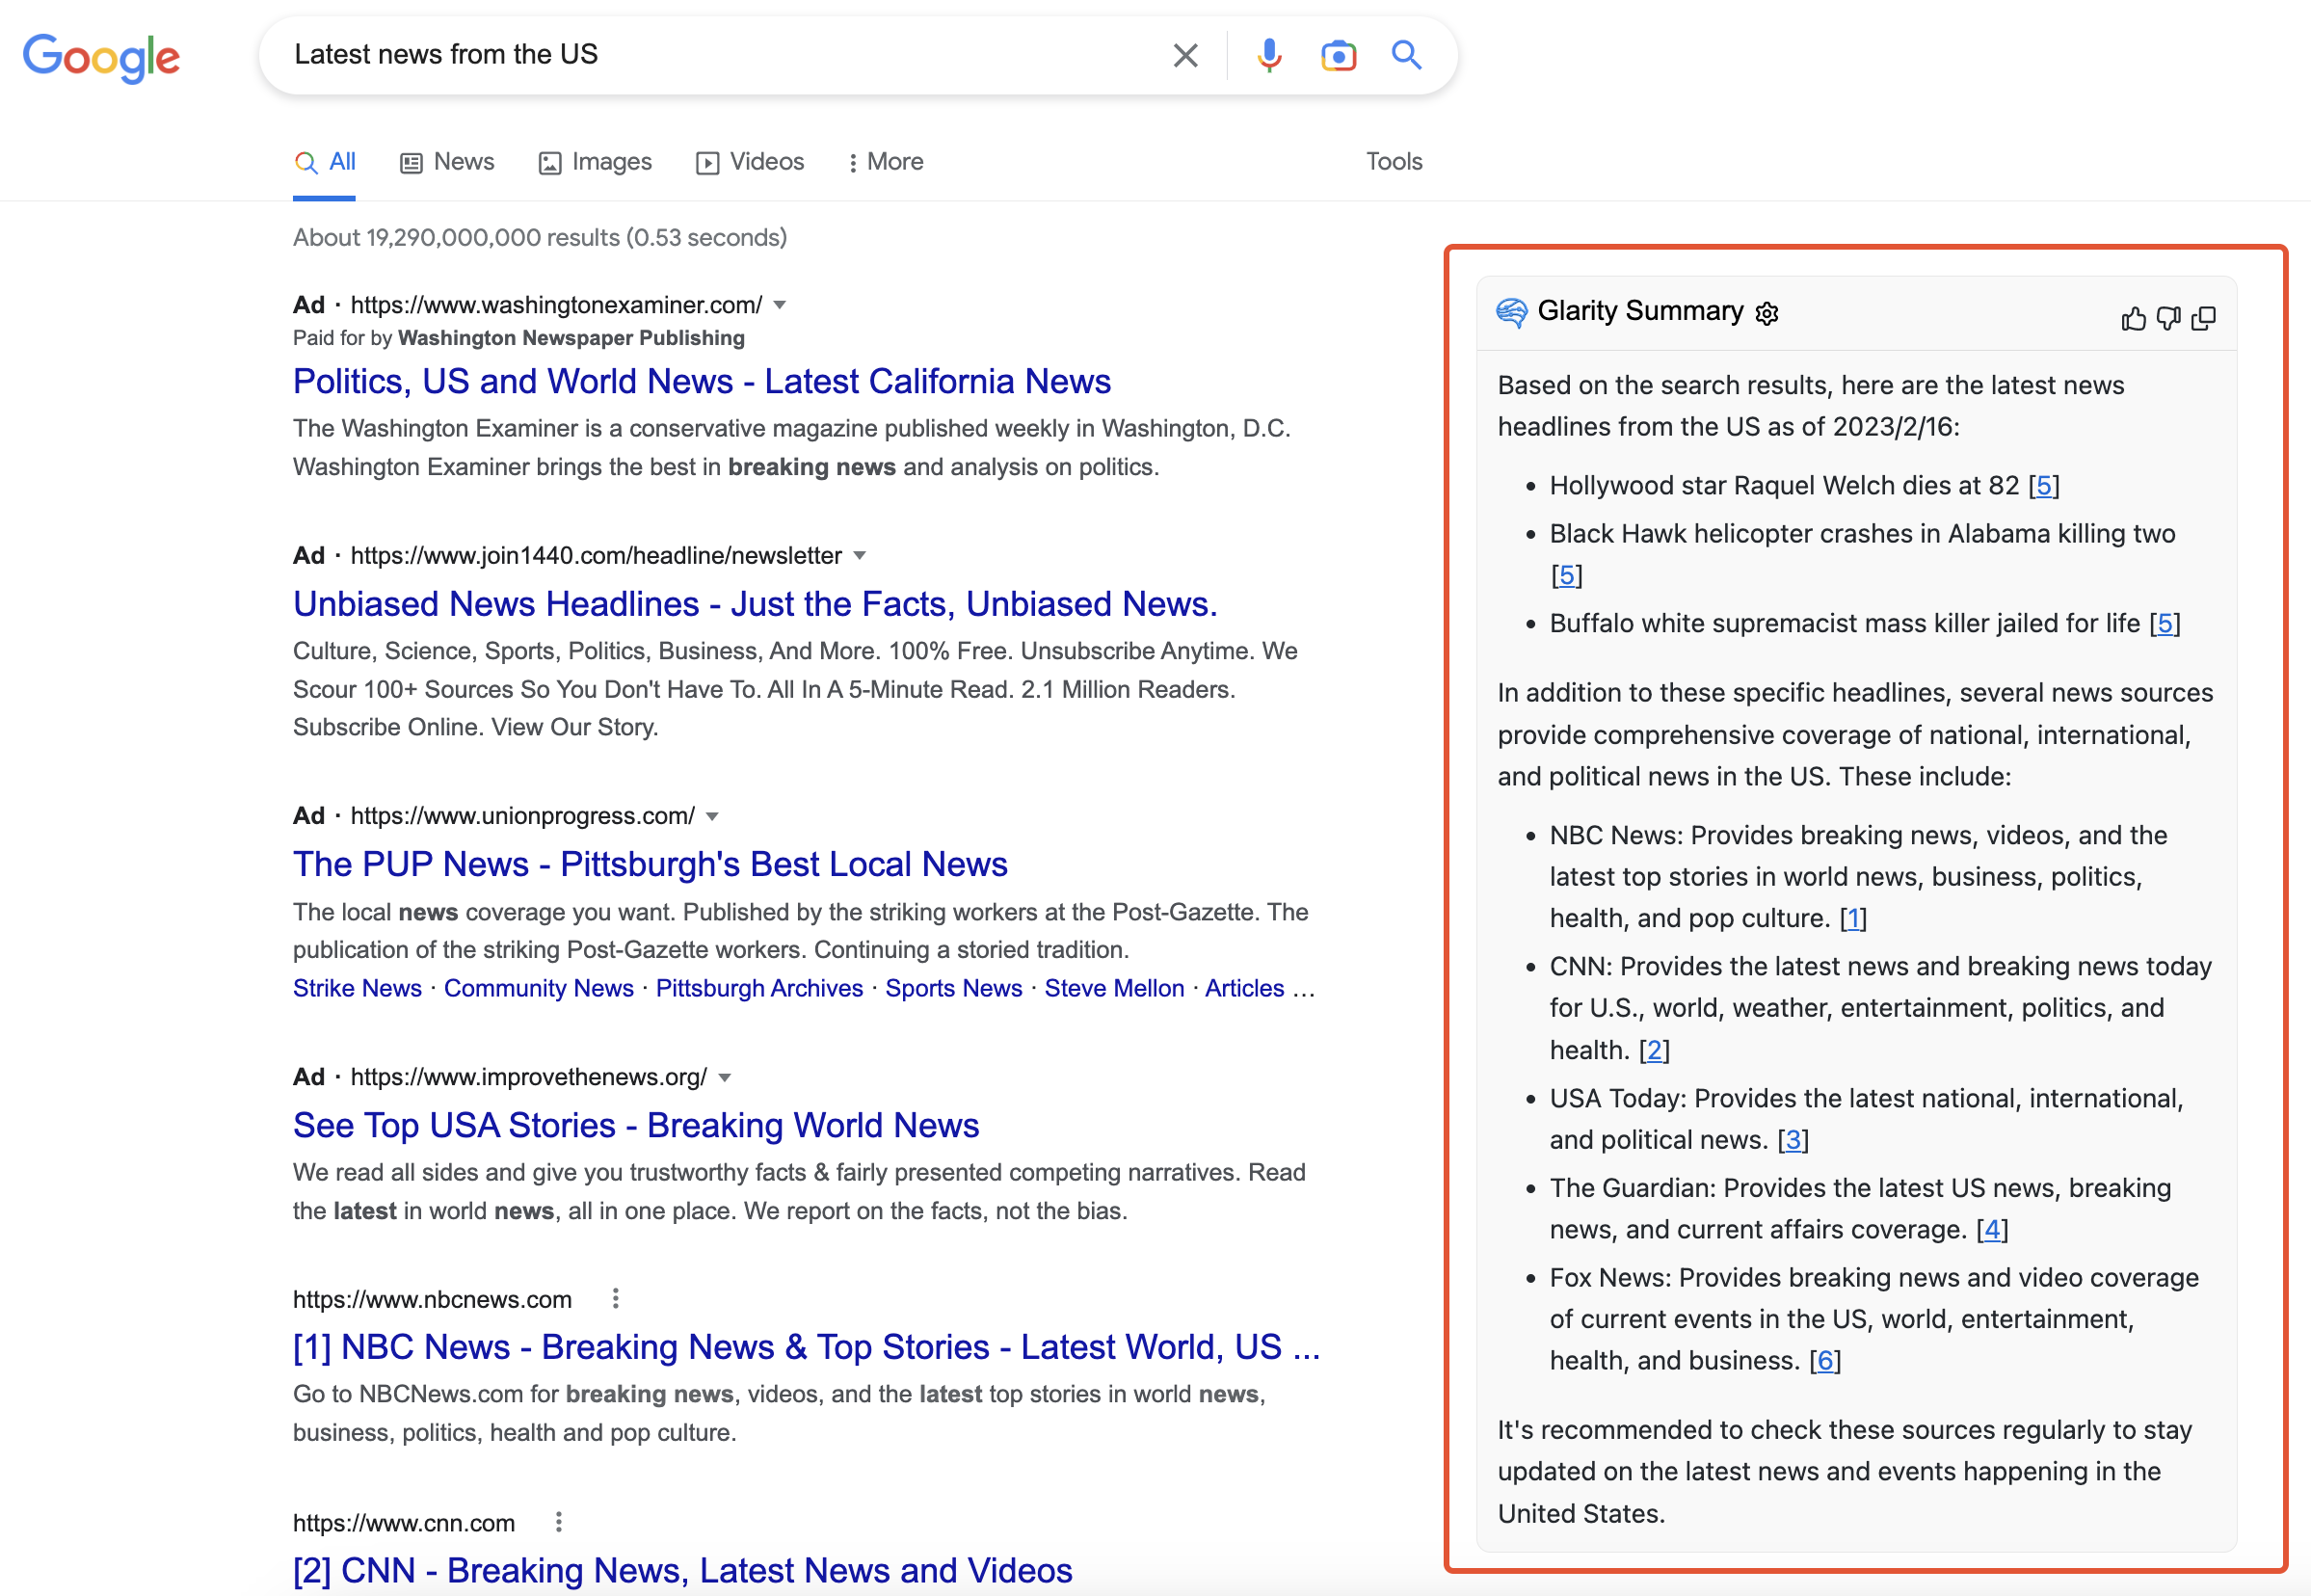 Google
Latest news from the US
All
News
Images
Videos
More
Tools
About 19,290,000,000 results (0.53 seconds)
Ad · https://www.washingtonexaminer.com/
Paid for by Washington Newspaper Publishing
Politics, US and World News - Latest California News
The Washington Examiner is a conservative magazine published weekly in Washington, D.C.
Washington Examiner brings the best in breaking news and analysis on politics.
Ad · https://www.join1440.com/headline/newsletter
Unbiased News Headlines - Just the Facts, Unbiased News.
Culture, Science, Sports, Politics, Business, And More. 100% Free. Unsubscribe Anytime. We
Scour 100+ Sources So You Don't Have To. All In A 5-Minute Read. 2.1 Million Readers.
Subscribe Online. View Our Story.
Ad · https://www.unionprogress.com/
The PUP News - Pittsburgh's Best Local News
The local news coverage you want. Published by the striking workers at the Post-Gazette. The
publication of the striking Post-Gazette workers. Continuing a storied tradition.
Strike News · Community News · Pittsburgh Archives · Sports News · Steve Mellon · Articles ...
Ad · https://www.improvethenews.org/
See Top USA Stories - Breaking World News
We read all sides and give you trustworthy facts & fairly presented competing narratives. Read
the latest in world news, all in one place. We report on the facts, not the bias.
https://www.nbcnews.com
[1] NBC News - Breaking News & Top Stories - Latest World, US ...
Go to NBCNews.com for breaking news, videos, and the latest top stories in world news,
business, politics, health and pop culture.
https://www.cnn.com
[2] CNN - Breaking News, Latest News and Videos
Glarity Summary
Based on the search results, here are the latest news
headlines from the US as of 2023/2/16:
• Hollywood star Raquel Welch dies at 82 [5]
• Black Hawk helicopter crashes in Alabama killing two
[5]
• Buffalo white supremacist mass killer jailed for life [5]
In addition to these specific headlines, several news sources
provide comprehensive coverage of national, international,
and political news in the US. These include:
• NBC News: Provides breaking news, videos, and the
latest top stories in world news, business, politics,
health, and pop culture. [1]
• CNN: Provides the latest news and breaking news today
for U.S., world, weather, entertainment, politics, and
health. [2]
• USA Today: Provides the latest national, international,
and political news. [3]
• The Guardian: Provides the latest US news, breaking
news, and current affairs coverage. [4]
• Fox News: Provides breaking news and video coverage
of current events in the US, world, entertainment,
health, and business. [6]
It's recommended to check these sources regularly to stay
updated on the latest news and events happening in the
United States.